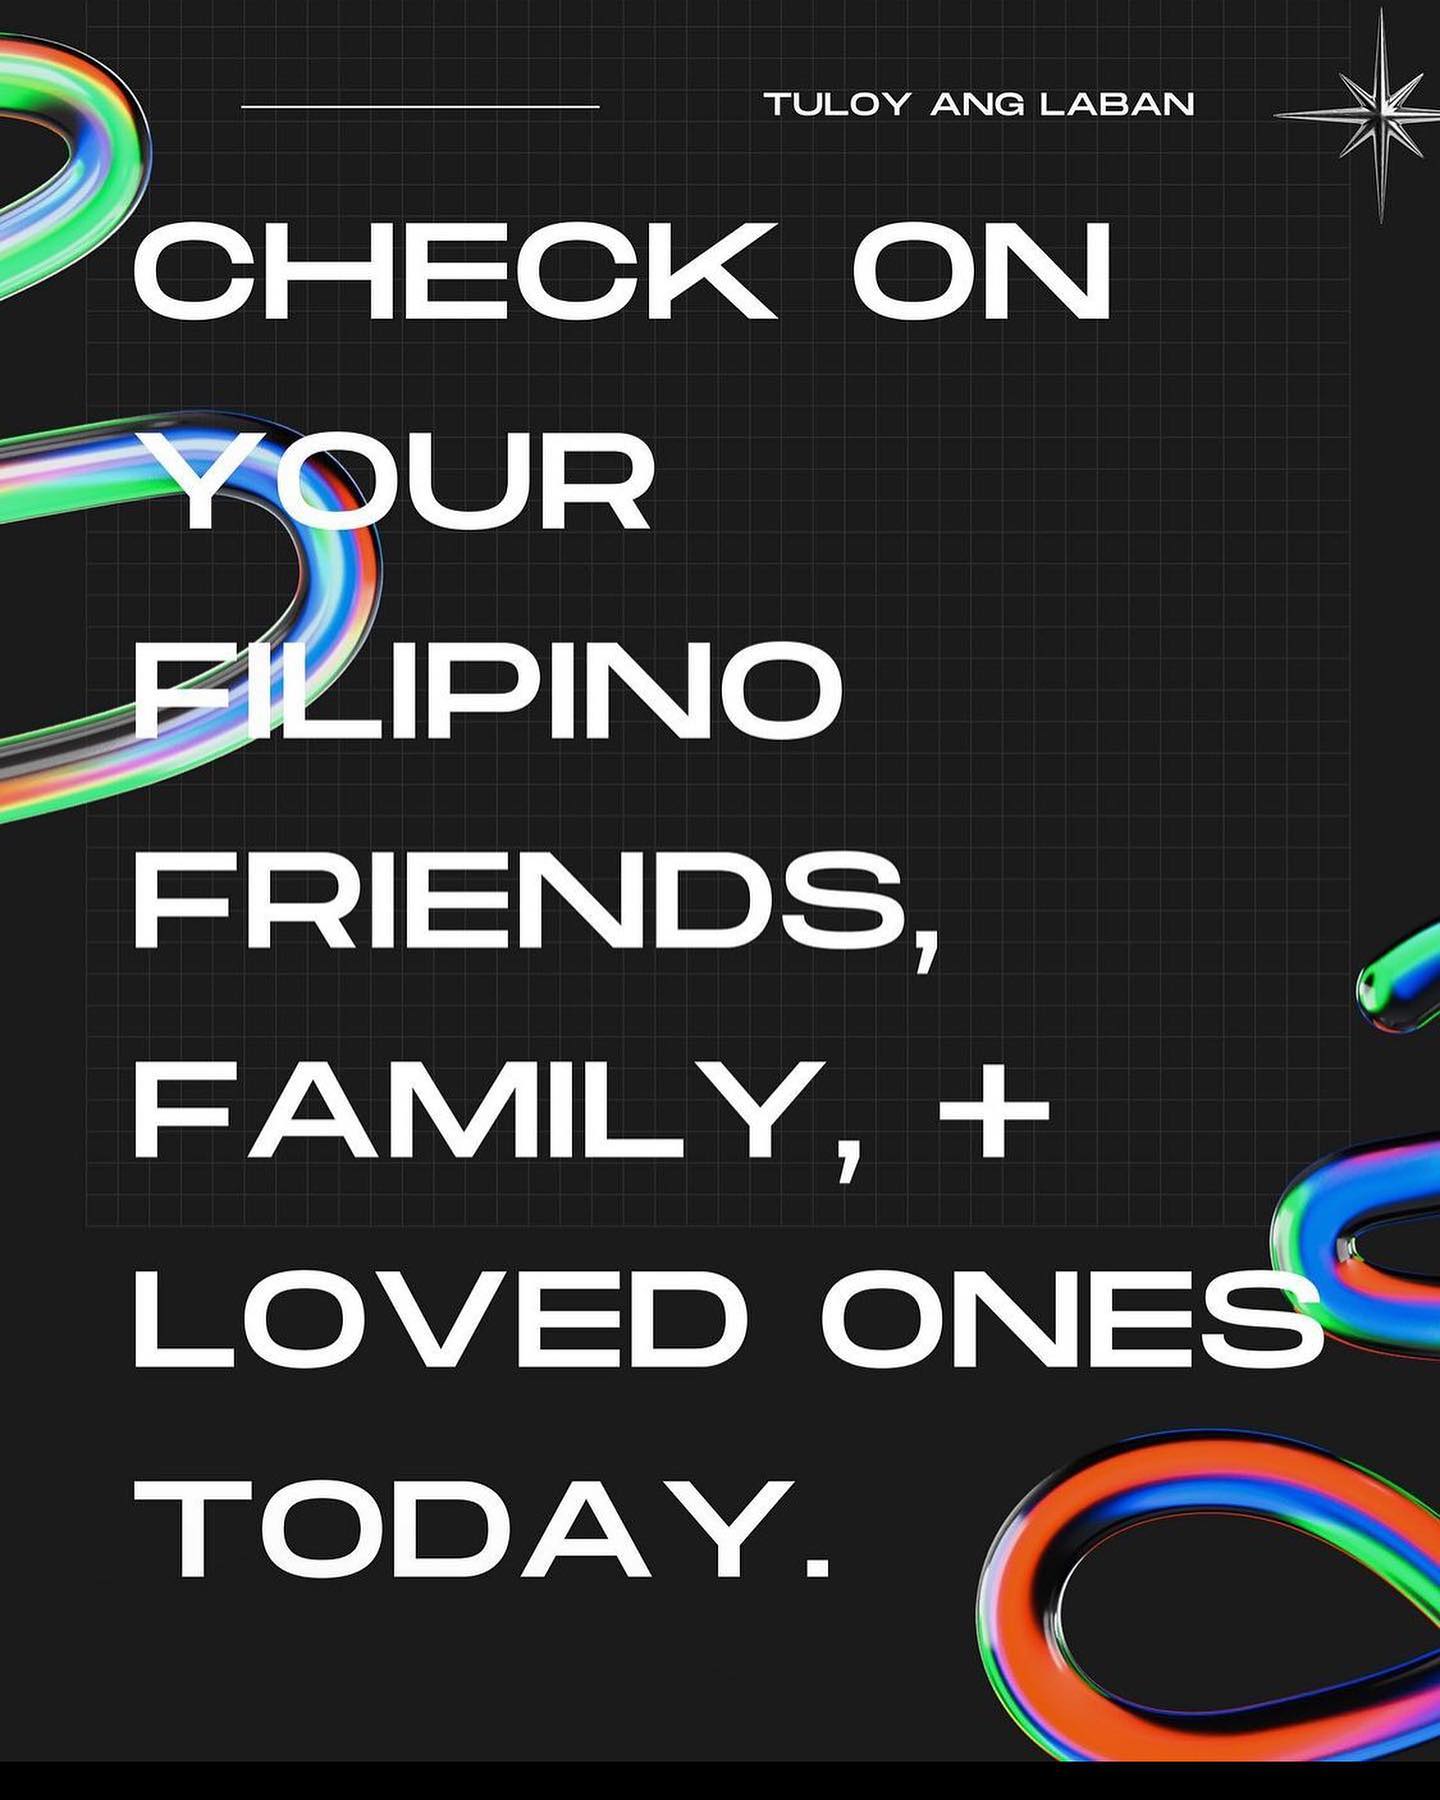 TULOY ANG LABAN
CHECK ON
YOUR
FILIPINO
FRIENDS,
FAMILY, +
LOVED ONES
TODAY.